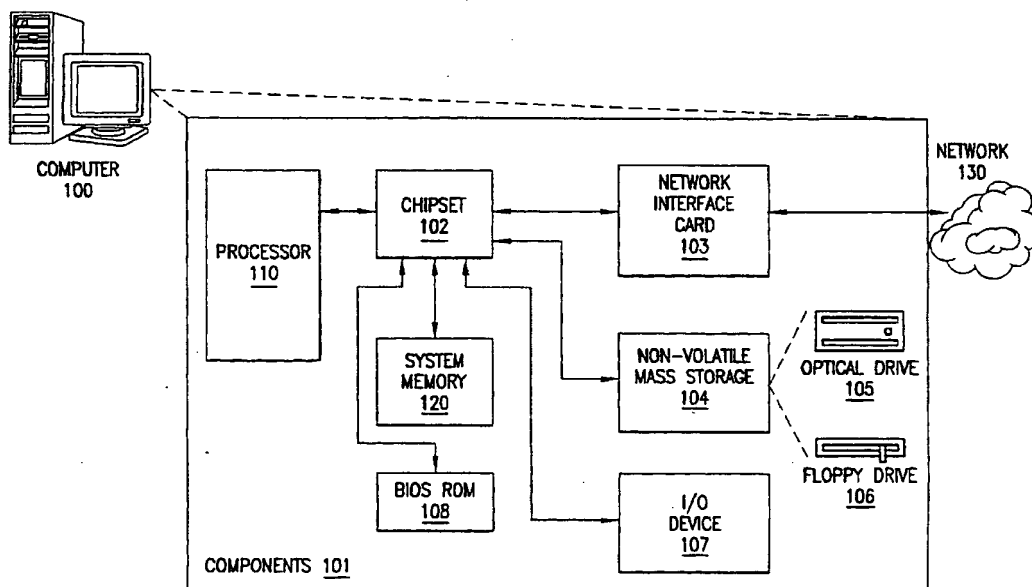 COMPUTER
100
PROCESSOR
110
CHIPSET
102
NETWORK
INTERFACE
CARD
103
NETWORK
130
SYSTEM
MEMORY
120
NON-VOLATILE
MASS STORAGE
104
OPTICAL DRIVE
105
FLOPPY DRIVE
106
BIOS ROM
108
I/O
DEVICE
107
COMPONENTS 101